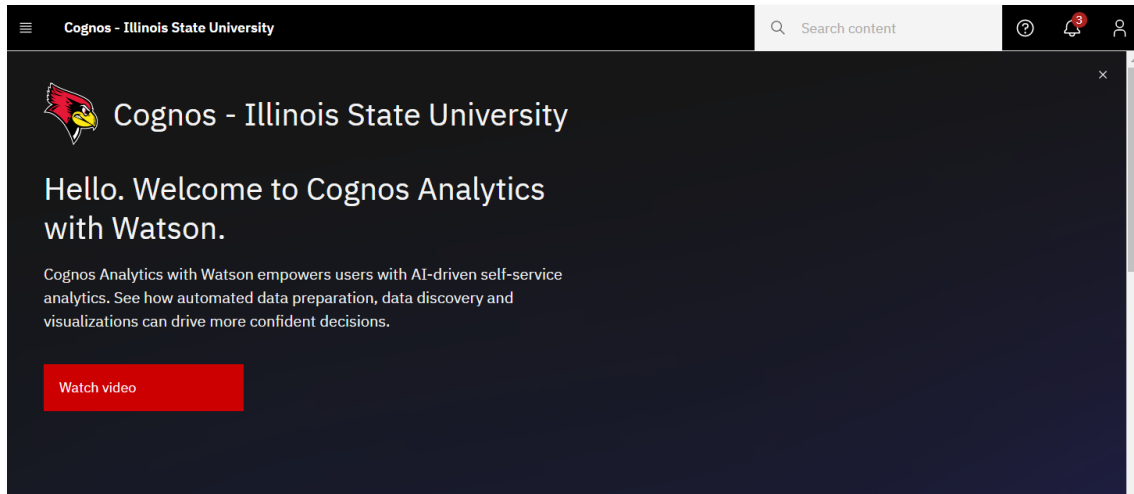 Cognos - Illinois State University
Search content
3
Cognos - Illinois State University
Hello. Welcome to Cognos Analytics
with Watson.
Cognos Analytics with Watson empowers users with AI-driven self-service
analytics. See how automated data preparation, data discovery and
visualizations can drive more confident decisions.
Watch video